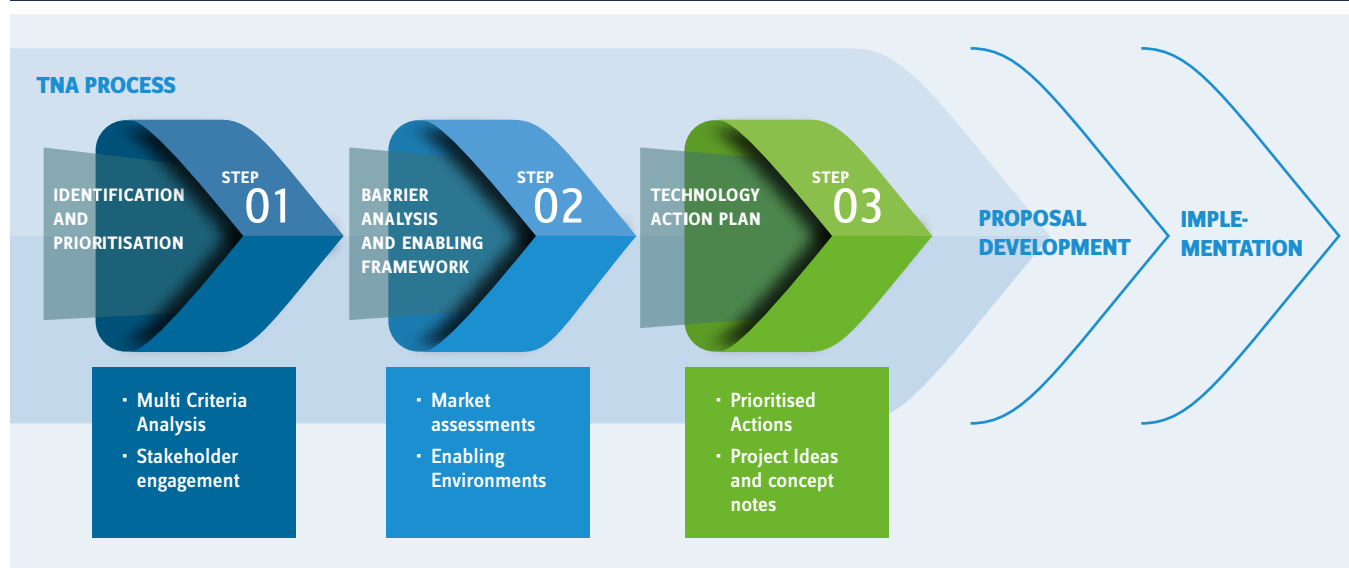 TNA PROCESS
IDENTIFICATION
AND
PRIORITISATION
STEP
01
BARRIER
ANALYSIS
AND ENABLING
FRAMEWORK
STEP
02
TECHNOLOGY
ACTION PLAN
STEP
03
PROPOSAL
DEVELOPMENT
IMPLE-
MENTATION
· Multi Criteria
Analysis
· Stakeholder
engagement
· Market
assessments
· Enabling
Environments
· Prioritised
Actions
· Project Ideas
and concept
notes